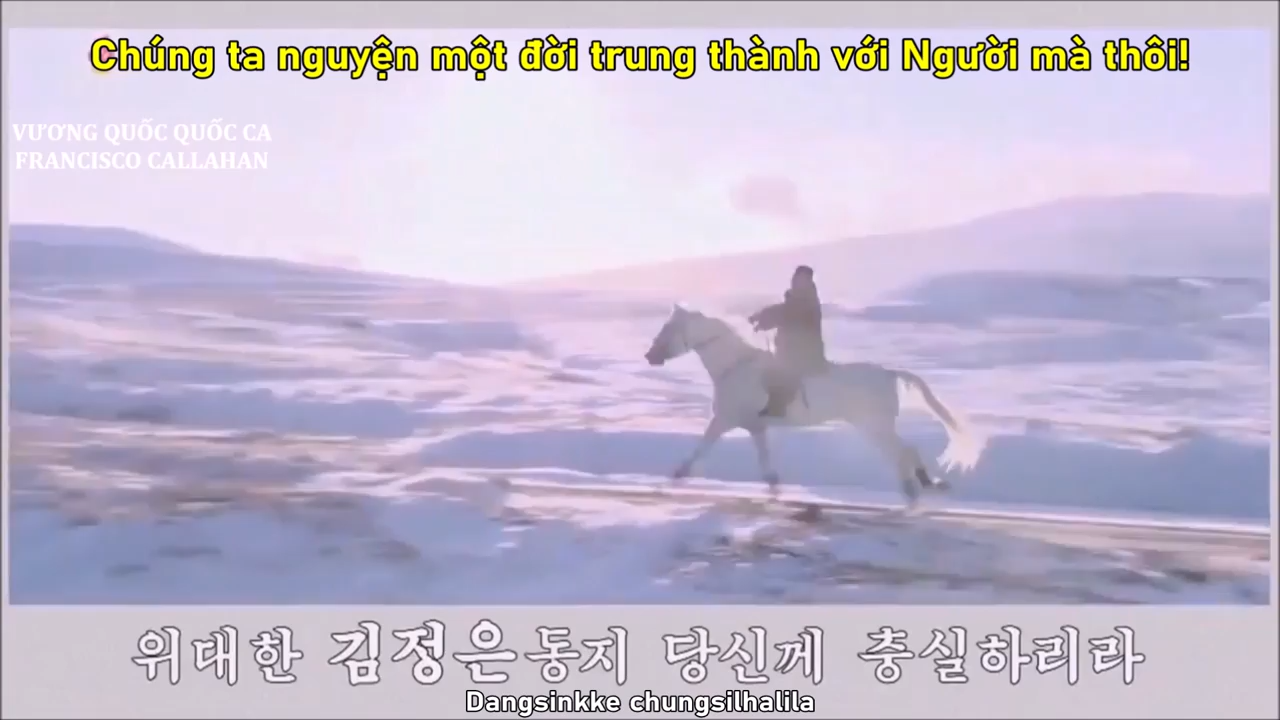 Chúng ta nguyện một đời trung thành với Người mà thôi!
VƯƠNG QUỐC QUỐC CA
FRANCISCO CALLAHAN
위대한 김정은동지 당신께 충실하리라
Dangsinkke chungsilhalila